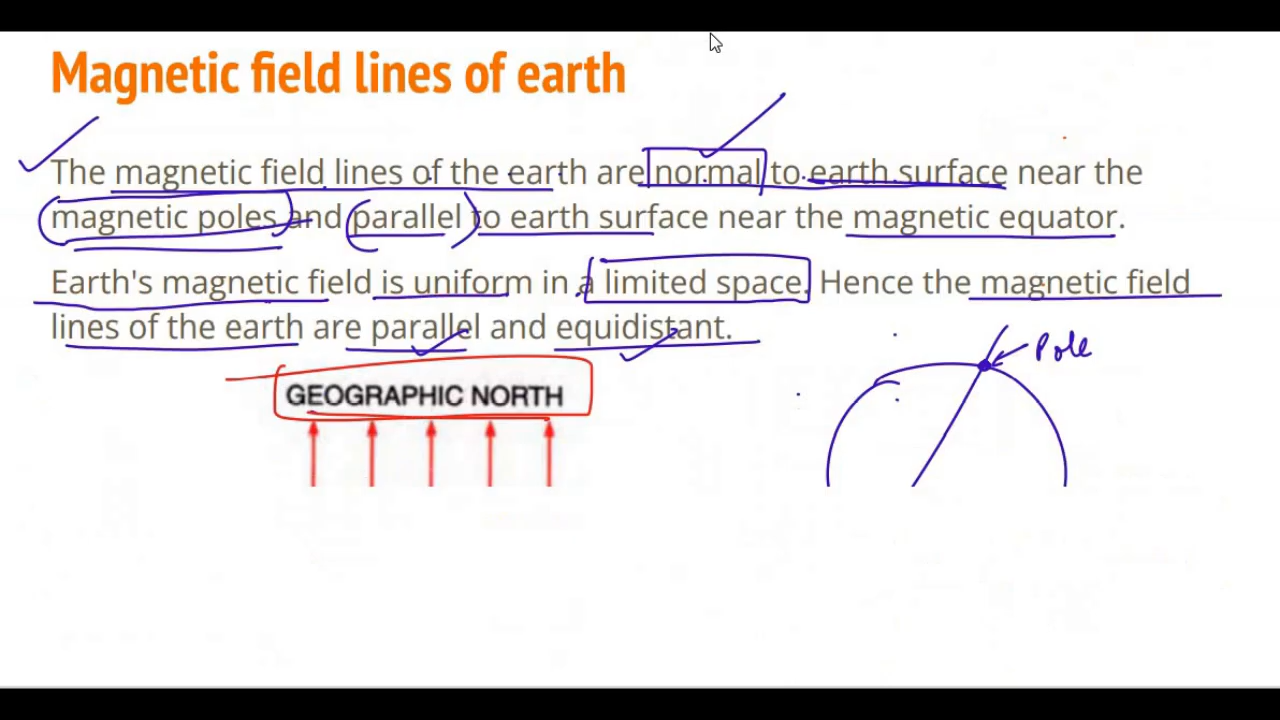 Magnetic field lines of earth
The magnetic field lines of the earth are normal to earth surface near the
magnetic poles and parallel to earth surface near the magnetic equator.
Earth's magnetic field is uniform in a limited space. Hence the magnetic field
lines of the earth are parallel and equidistant.
Pole
GEOGRAPHIC NORTH